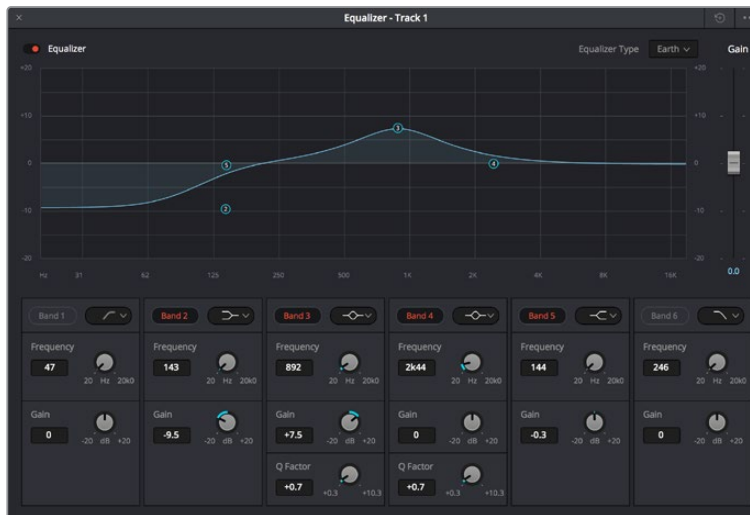 Equalizer - Track 1
Equalizer
Equalizer Type
Earth
Gain
+20
+20
+10
+10
0
0
-10
-10
-20
-20
5
3
4
2
Hz 31 62 125 250 500 1K 2K 4K 8K 16K
0.0
Band 1 Band 2 Band 3 Band 4 Band 5 Band 6
Frequency Frequency Frequency Frequency Frequency Frequency
47 143 892 2k44 144 246
20 Hz 20k0 20 Hz 20k0 20 Hz 20k0 20 Hz 20k0 20 Hz 20k0 20 Hz 20k0
Gain Gain Gain Gain Gain Gain
0 -9.5 +7.5 0 -0.3 0
-20 dB +20 -20 dB +20 -20 dB +20 -20 dB +20 -20 dB +20 -20 dB +20
Q Factor Q Factor
+0.7 +0.7
+0.3 +10.3 +0.3 +10.3